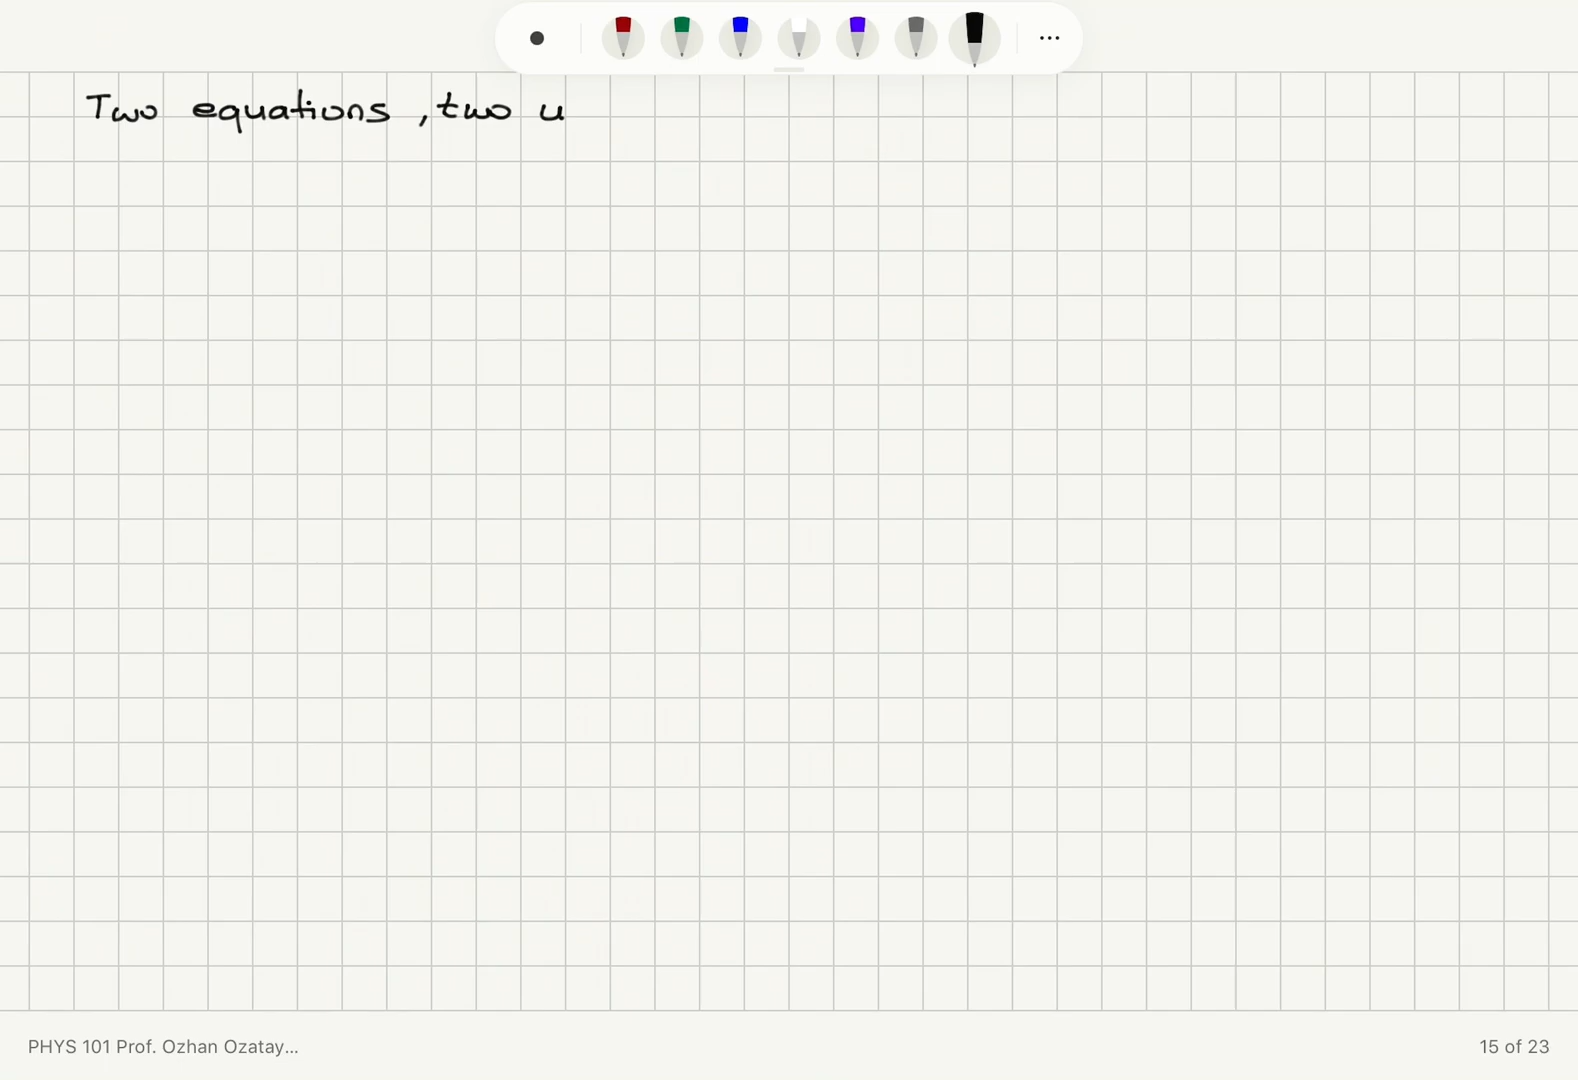 Two equations , two u
PHYS 101 Prof. Ozhan Ozatay...
15 of 23